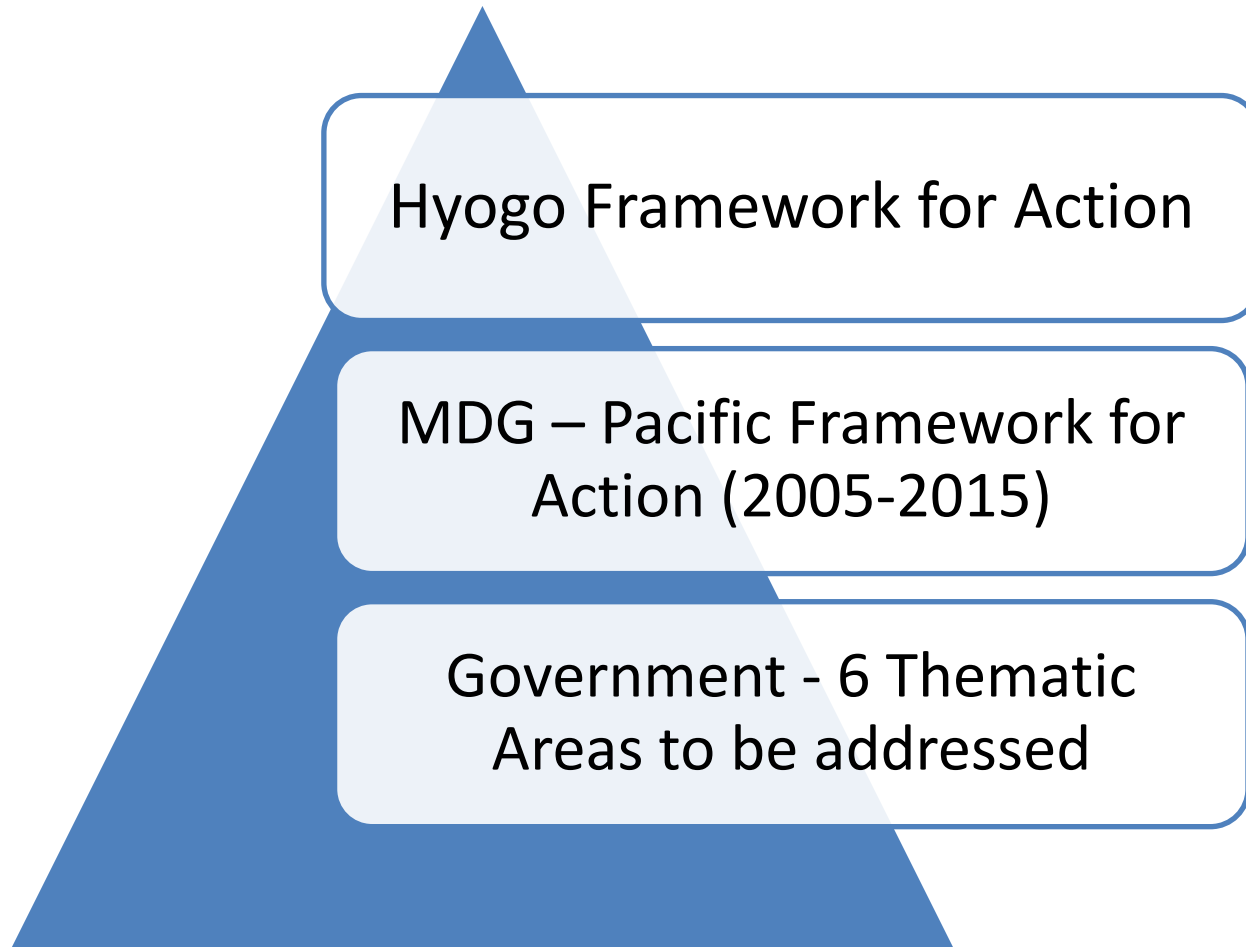 Hyogo Framework for Action
MDG – Pacific Framework for
Action (2005-2015)
Government - 6 Thematic
Areas to be addressed